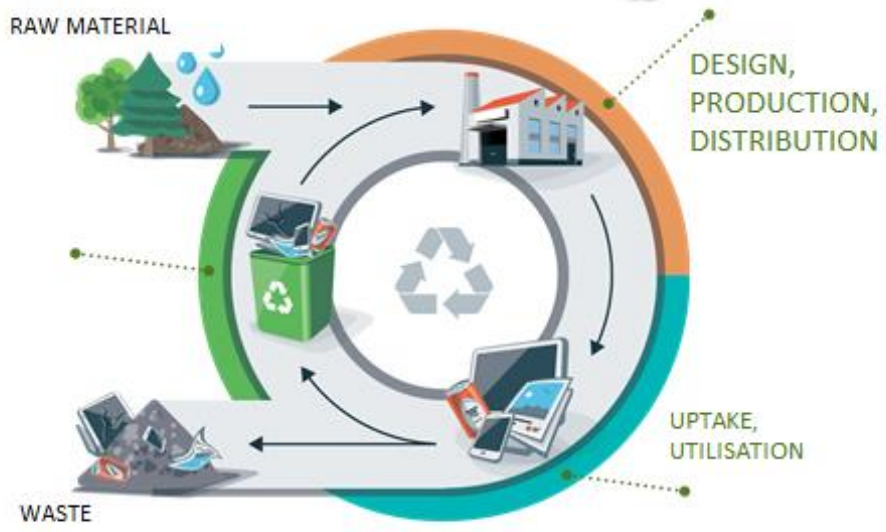 RAW MATERIAL
DESIGN,
PRODUCTION,
DISTRIBUTION
UPTAKE,
UTILISATION
WASTE